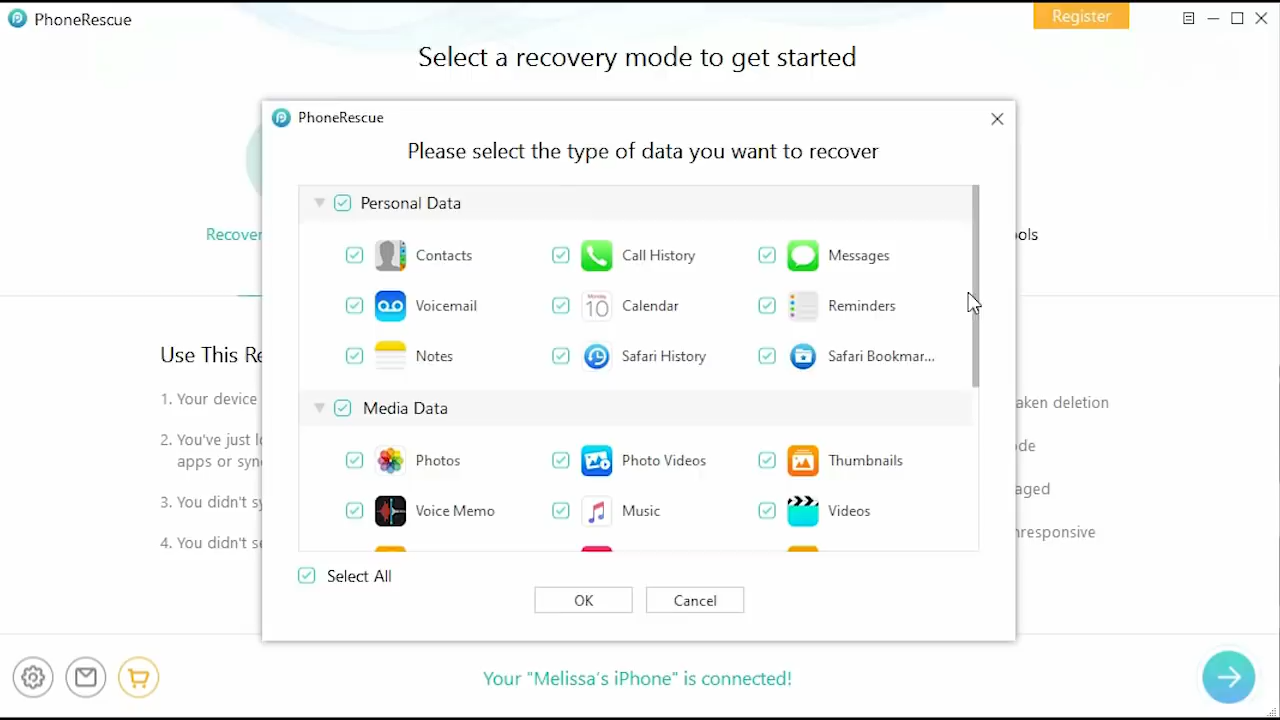 PhoneRescue
Register
Select a recovery mode to get started
PhoneRescue
Please select the type of data you want to recover
Personal Data
Contacts
Call History
Messages
Voicemail
Calendar
Reminders
Notes
Safari History
Safari Bookmar...
Media Data
Photos
Photo Videos
Thumbnails
Voice Memo
Music
Videos
Select All
OK
Cancel
Recover
ools
Use This Re
1. Your device
2. You've just lo
apps or syn
3. You didn't sy
4. You didn't se
aken deletion
ode
aged
nresponsive
Your "Melissa's iPhone" is connected!